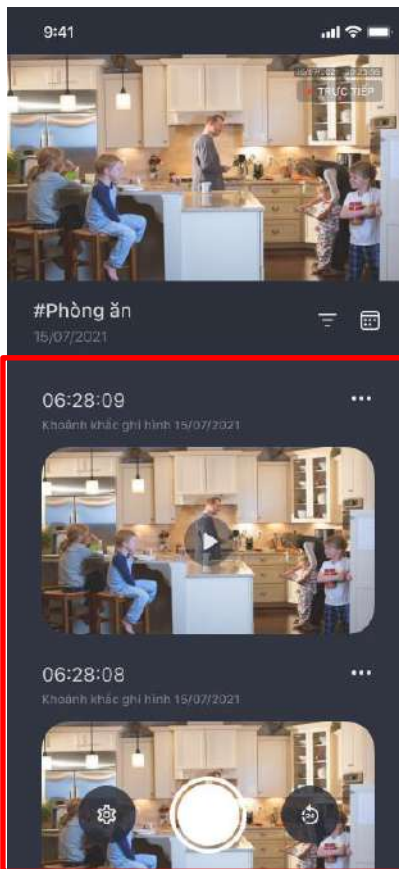 9:41
TRỰC TIẾP
#Phòng ăn
15/07/2021
06:28:09
Khoảnh khắc ghi hình 15/07/2021
06:28:08
Khoảnh khắc ghi hình 15/07/2021
24